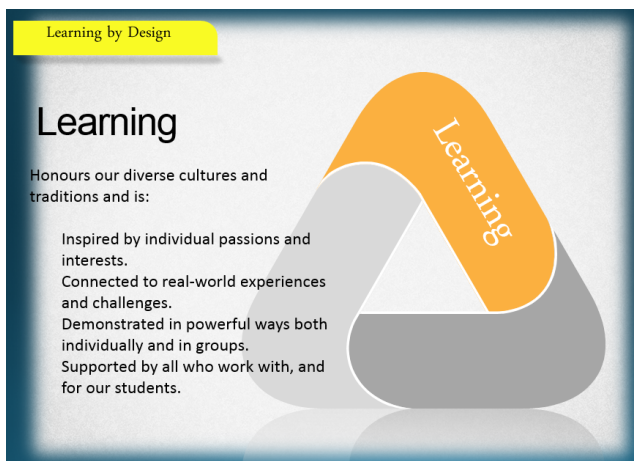 Learning by Design
Learning
Honours our diverse cultures and
traditions and is:
Inspired by individual passions and
interests.
Connected to real-world experiences
and challenges.
Demonstrated in powerful ways both
individually and in groups.
Supported by all who work with, and
for our students.
Learning